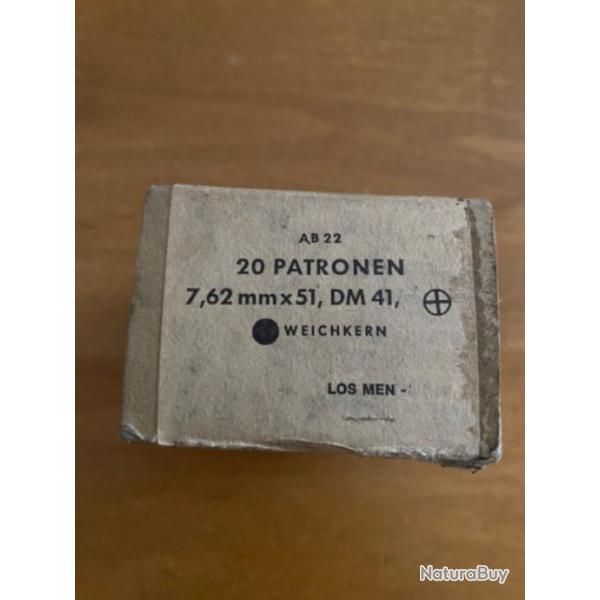 AB 22
20 PATRONEN
7,62 mm x 51, DM 41, ⊕
WEICHKERN
LOS MEN -
NaturaBuy